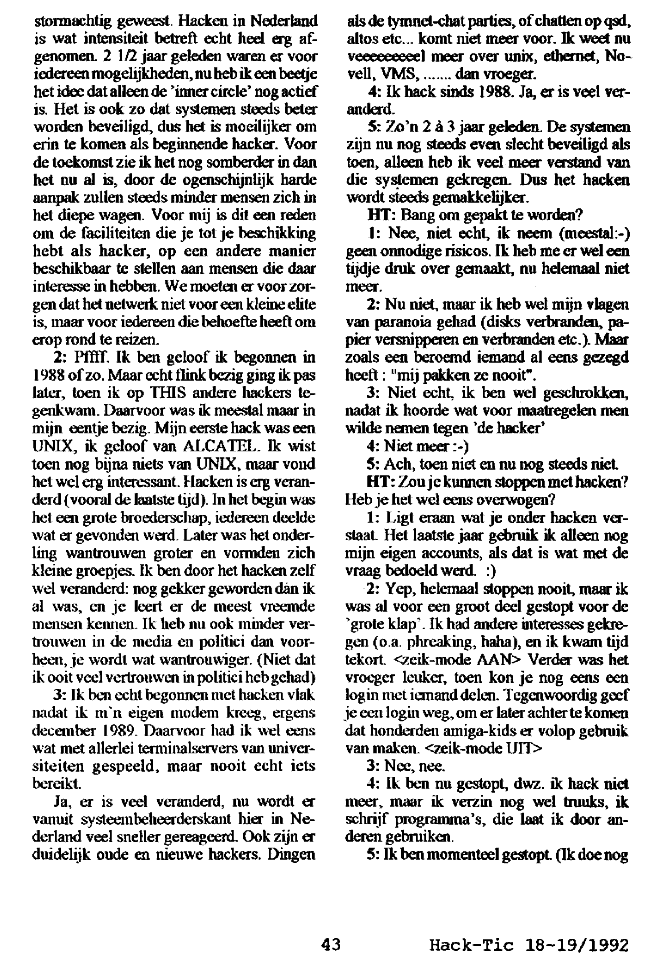 stormachtig geweest. Hacken in Nederland
is wat intensiteit betreft echt heel erg af-
genomen. 2 1/2 jaar geleden waren er voor
iedereen mogelijkheden, nu heb ik een beetje
het idee dat alleen de 'inner circle' nog actief
is. Het is ook zo dat systemen steeds beter
worden beveiligd, dus het is moeilijker om
erin te komen als beginnende hacker. Voor
de toekomst zie ik het nog somberder in dan
het nu al is, door de ogenschijnlijk harde
aanpak zullen steeds minder mensen zich in
het diepe wagen. Voor mij is dit een reden
om de faciliteiten die je tot je beschikking
hebt als hacker, op een andere manier
beschikbaar te stellen aan mensen die daar
interesse in hebben. We moeten er voor zor-
gen dat het netwerk niet voor een kleine elite
is, maar voor iedereen die behoefte heeft om
erop rond te reizen.
2: Pffff. Ik ben geloof ik begonnen in
1988 of zo. Maar echt flink bezig ging ik pas
later, toen ik op THIS andere hackers te-
genkwam. Daarvoor was ik meestal maar in
mijn eentje bezig. Mijn eerste hack was een
UNIX, ik geloof van ALCATEL. Ik wist
toen nog bijna niets van UNIX, maar vond
het wel erg interessant. Hacken is erg veran-
derd (vooral de laatste tijd). In het begin was
het een grote broederschap, iedereen deelde
wat er gevonden werd. Later was het onder-
ling wantrouwen groter en vormden zich
kleine groepjes. Ik ben door het hacken zelf
wel veranderd: nog gekker geworden dan ik
al was, en je leert er de meest vreemde
mensen kennen. Ik heb nu ook minder ver-
trouwen in de media en politici dan voor-
heen, je wordt wat wantrouwiger. (Niet dat
ik ooit veel vertrouwen in politici heb gehad)
3: Ik ben echt begonnen met hacken vlak
nadat ik m'n eigen modem kreeg, ergens
december 1989. Daarvoor had ik wel eens
wat met allerlei terminalservers van univer-
siteiten gespeeld, maar nooit echt iets
bereikt.
Ja, er is veel veranderd, nu wordt er
vanuit systeembeheerderskant hier in Ne-
derland veel sneller gereageerd. Ook zijn er
duidelijk oude en nieuwe hackers. Dingen
als de tymnet-chat parties, of chatten op qsd,
altos etc... komt niet meer voor. Ik weet nu
veeeeeeeeel meer over unix, ethernet, No-
vell, VMS, ....... dan vroeger.
4: Ik hack sinds 1988. Ja, er is veel ver-
anderd.
5: Zo'n 2 à 3 jaar geleden. De systemen
zijn nu nog steeds even slecht beveiligd als
toen, alleen heb ik veel meer verstand van
die systemen gekregen. Dus het hacken
wordt steeds gemakkelijker.
HT: Bang om gepakt te worden?
1: Nee, niet echt, ik neem (meestal:-)
geen onnodige risicos. Ik heb me er wel een
tijdje druk over gemaakt, nu helemaal niet
meer.
2: Nu niet, maar ik heb wel mijn vlagen
van paranoia gehad (disks verbranden, pa-
pier versnipperen en verbranden etc.). Maar
zoals een beroemd iemand al eens gezegd
heeft : "mij pakken ze nooit".
3: Niet echt, ik ben wel geschrokken,
nadat ik hoorde wat voor maatregelen men
wilde nemen tegen 'de hacker'
4: Niet meer :-)
5: Ach, toen niet en nu nog steeds niet.
HT: Zou je kunnen stoppen met hacken?
Heb je het wel eens overwogen?
1: Ligt eraan wat je onder hacken ver-
staat. Het laatste jaar gebruik ik alleen nog
mijn eigen accounts, als dat is wat met de
vraag bedoeld werd. :)
2: Yep, helemaal stoppen nooit, maar ik
was al voor een groot deel gestopt voor de
`grote klap`. Ik had andere interesses gekre-
gen (o.a. phreaking, haha), en ik kwam tijd
tekort. <zeik-mode AAN> Verder was het
vroeger leuker, toen kon je nog eens een
login met iemand delen. Tegenwoordig geef
je een login weg, om er later achter te komen
dat honderden amiga-kids er volop gebruik
van maken. <zeik-mode UIT>
3: Nee, nee.
4: Ik ben nu gestopt, dwz. ik hack niet
meer, maar ik verzin nog wel truuks, ik
schrijf programma's, die laat ik door an-
deren gebruiken.
5: Ik ben momenteel gestopt. (Ik doe nog
43 Hack-Tic 18-19/1992